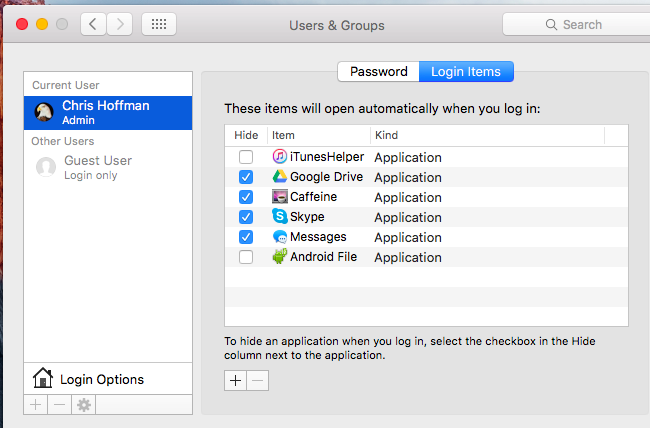 Users & Groups
Search
Current User
Chris Hoffman
Admin
Other Users
Guest User
Login only
Login Options
Password Login Items
These items will open automatically when you log in:
Hide Item Kind
iTunesHelper Application
Google Drive Application
Caffeine Application
Skype Application
Messages Application
Android File Application
To hide an application when you log in, select the checkbox in the Hide
column next to the application.